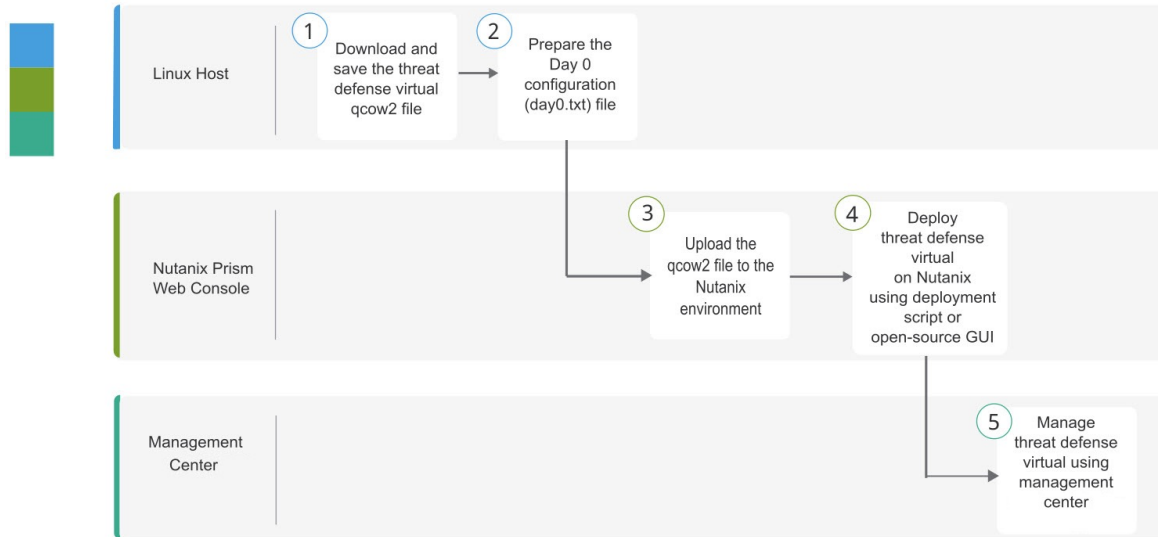 Linux Host
1
Download and
save the threat
defense virtual
qcow2 file
2
Prepare the
Day 0
configuration
(day0.txt) file
Nutanix Prism
Web Console
3
Upload the
qcow2 file to the
Nutanix
environment
4
Deploy
threat defense
virtual
on Nutanix
using deployment
script or
open-source GUI
Management
Center
5
Manage
threat defense
virtual using
management
center